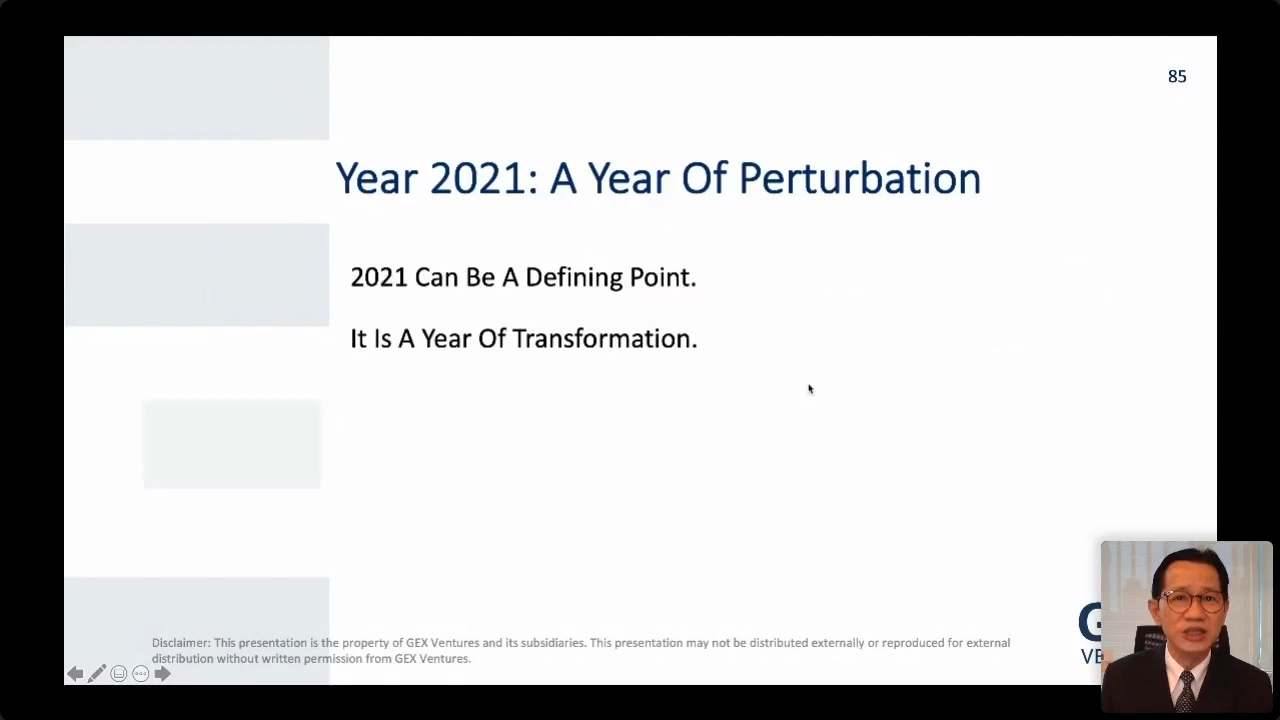 85
Year 2021: A Year Of Perturbation
2021 Can Be A Defining Point.
It Is A Year Of Transformation.
Disclaimer: This presentation is the property of GEX Ventures and its subsidiaries. This presentation may not be distributed externally or reproduced for external
distribution without written permission from GEX Ventures.